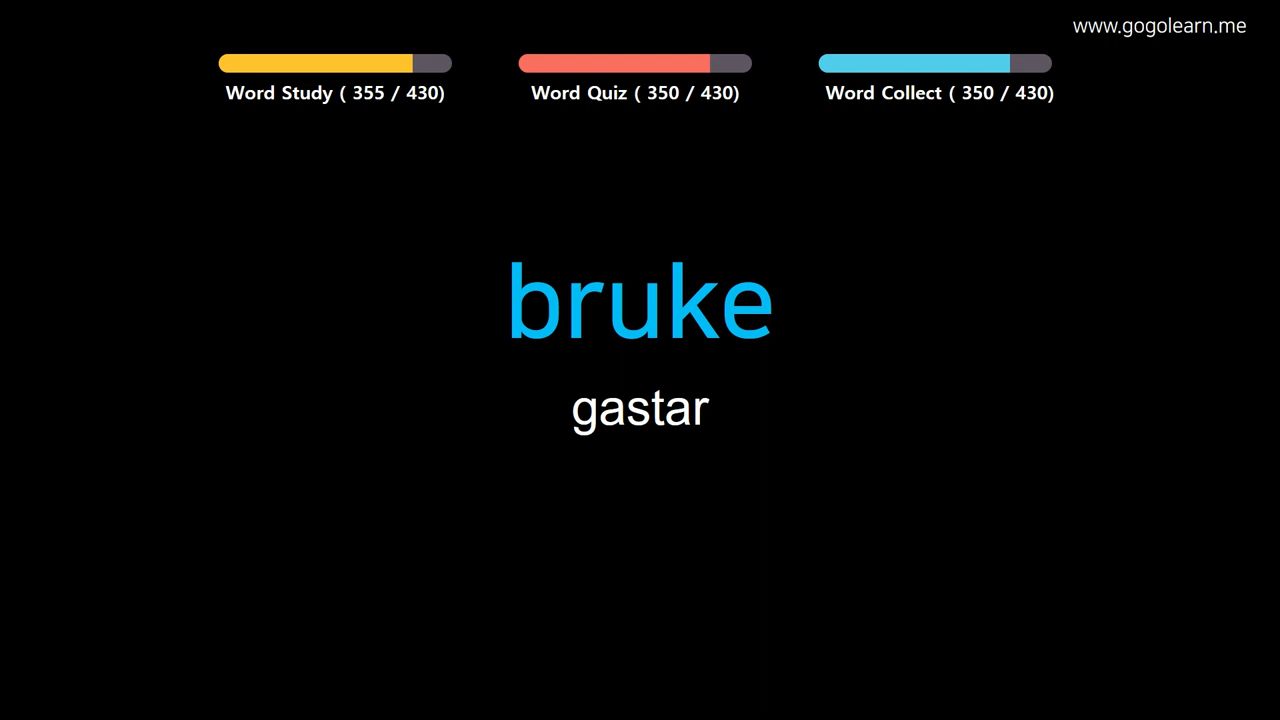 www.gogolearn.me
Word Study ( 355 / 430)
Word Quiz ( 350 / 430)
Word Collect ( 350 / 430)
bruke
gastar